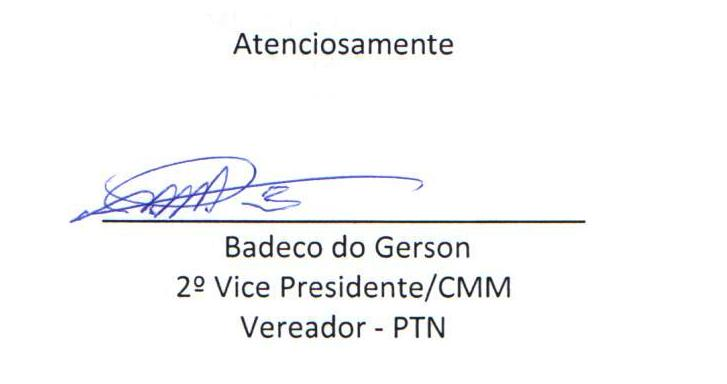 Atenciosamente
Badeco do Gerson
2º Vice Presidente/CMM
Vereador - PTN